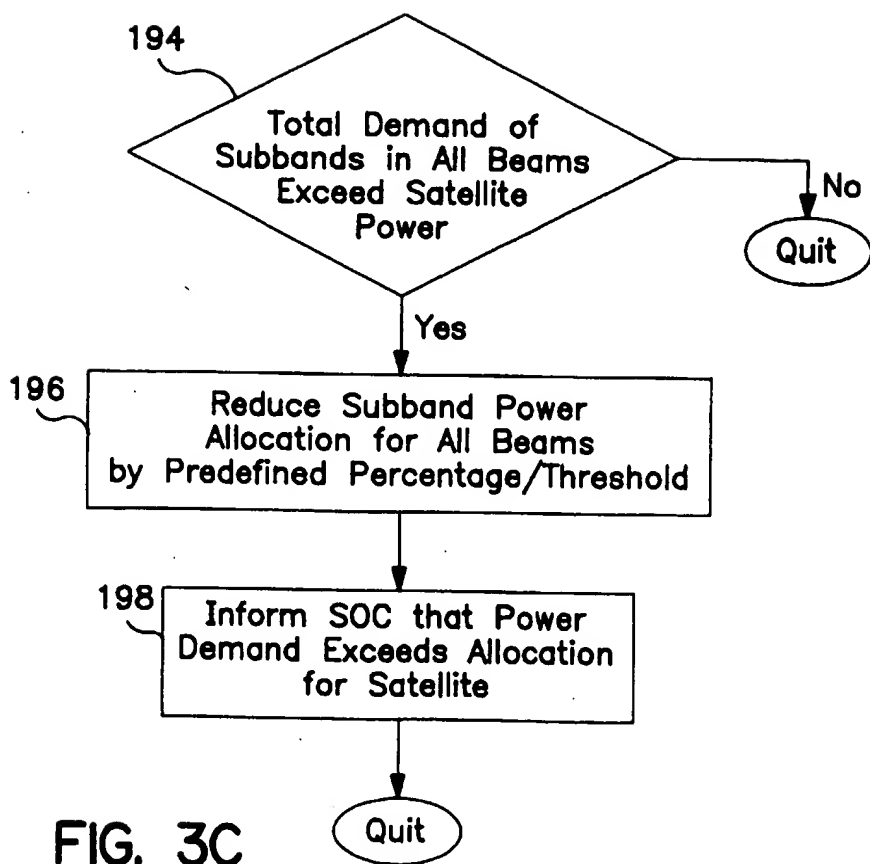 194
Total Demand of
Subbands in All Beams
Exceed Satellite
Power
No
Quit
Yes
196
Reduce Subband Power
Allocation for All Beams
by Predefined Percentage/Threshold
198
Inform SOC that Power
Demand Exceeds Allocation
for Satellite
Quit
FIG. 3C